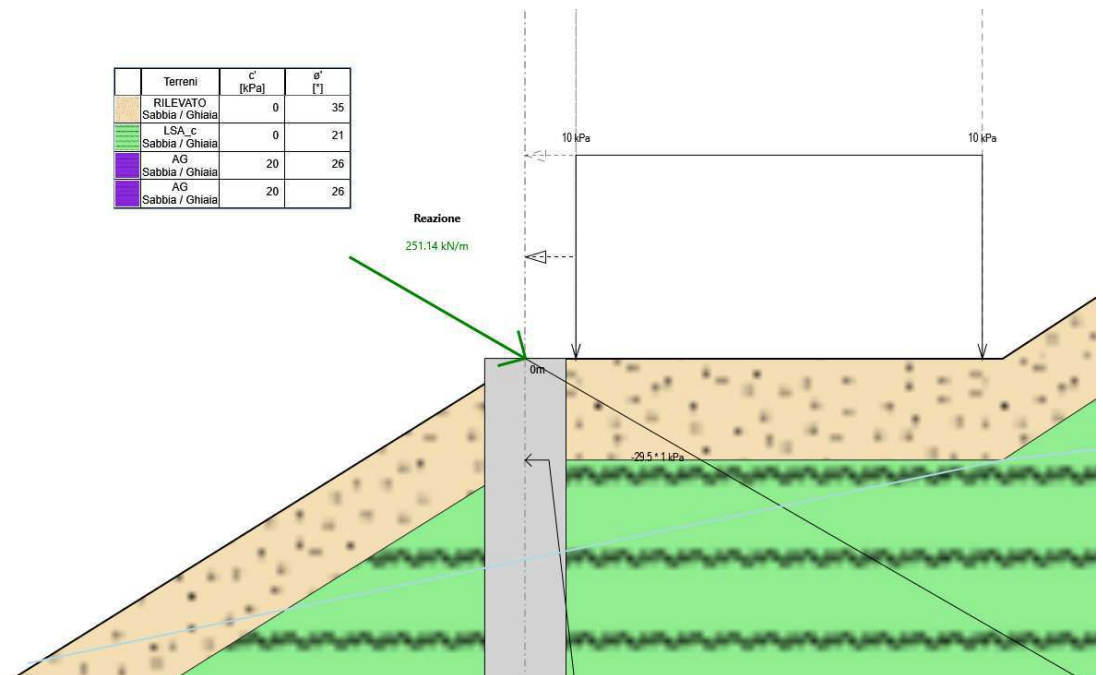 Terreni c' ø'
[kPa] [°]
RILEVATO
Sabbia / Ghiaia 0 35
LSA_c
Sabbia / Ghiaia 0 21
AG
Sabbia / Ghiaia 20 26
AG
Sabbia / Ghiaia 20 26
10 kPa 10 kPa
Reazione
251.14 kN/m
0m
-29.5 * 1 kPa